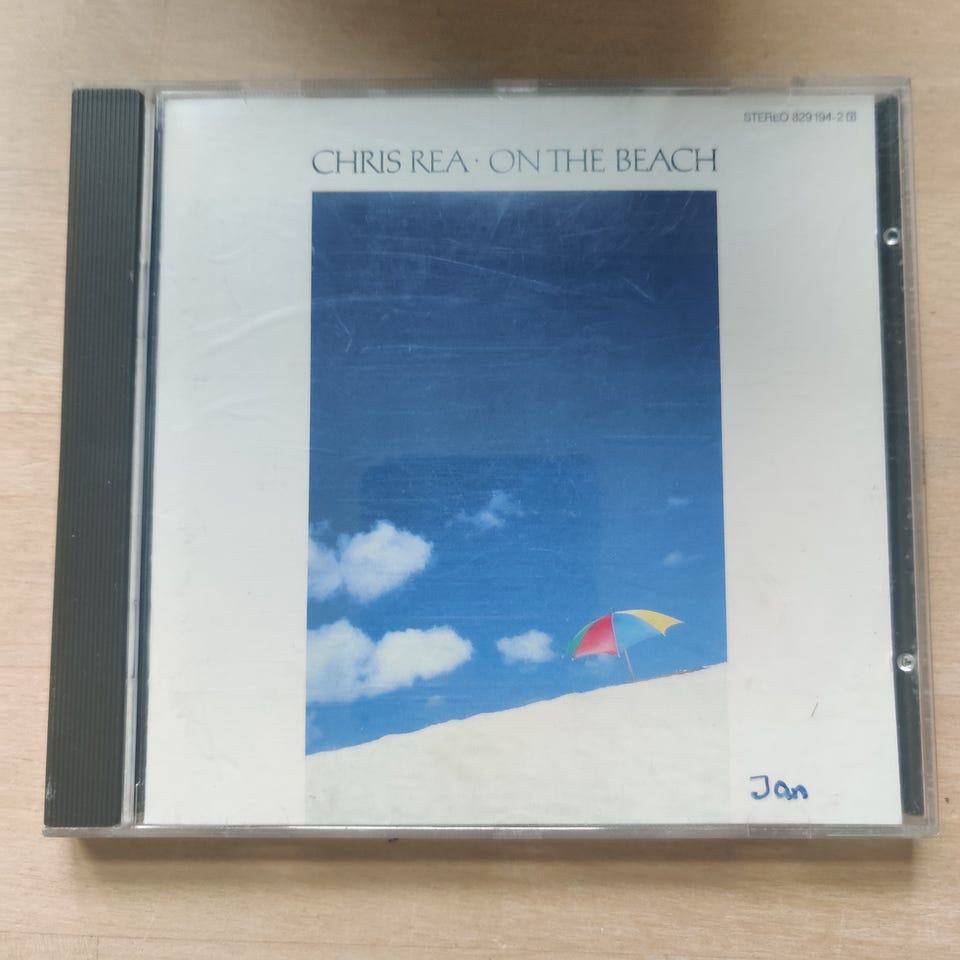 STEREO 829 194-2
CHRIS REA · ON THE BEACH
Jan